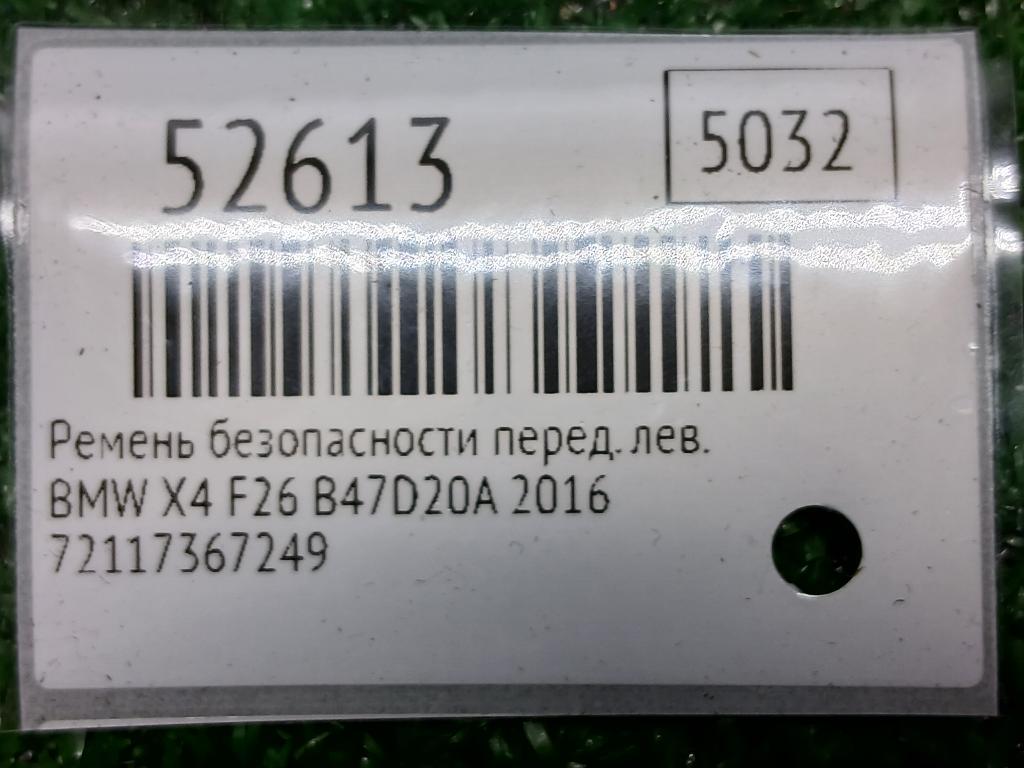 52613
5032
Ремень безопасности перед. лев.
BMW X4 F26 B47D20A 2016
72117367249